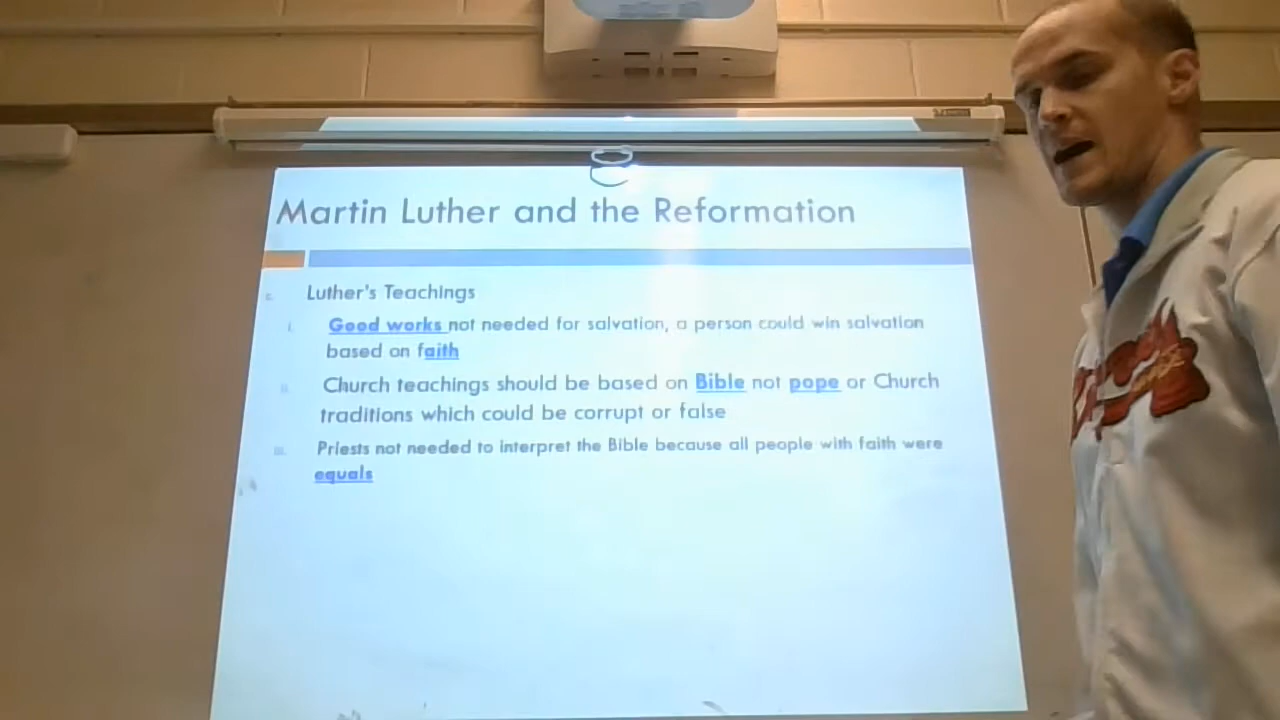 Martin Luther and the Reformation
Luther's Teachings
i. Good works not needed for salvation, a person could win salvation
based on faith
ii. Church teachings should be based on Bible not pope or Church
traditions which could be corrupt or false
iii. Priests not needed to interpret the Bible because all people with faith were
equals